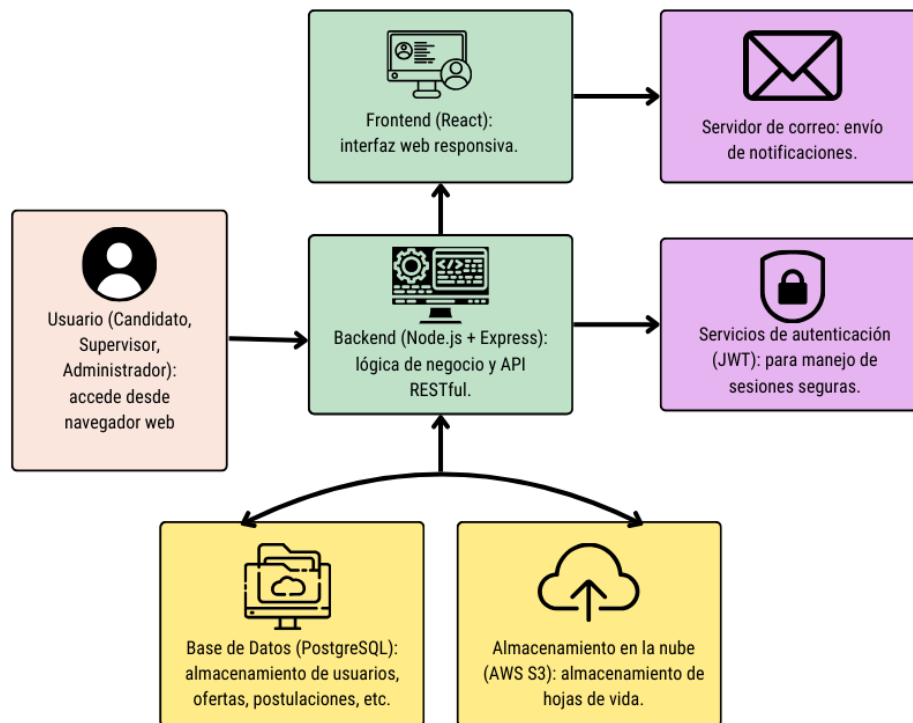 Frontend (React):
interfaz web responsiva.
Servidor de correo: envío
de notificaciones.
Usuario (Candidato,
Supervisor,
Administrador):
accede desde
navegador web
Backend (Node.js + Express):
lógica de negocio y API
RESTful.
Servicios de autenticación
(JWT): para manejo de
sesiones seguras.
Base de Datos (PostgreSQL):
almacenamiento de usuarios,
ofertas, postulaciones, etc.
Almacenamiento en la nube
(AWS S3): almacenamiento de
hojas de vida.